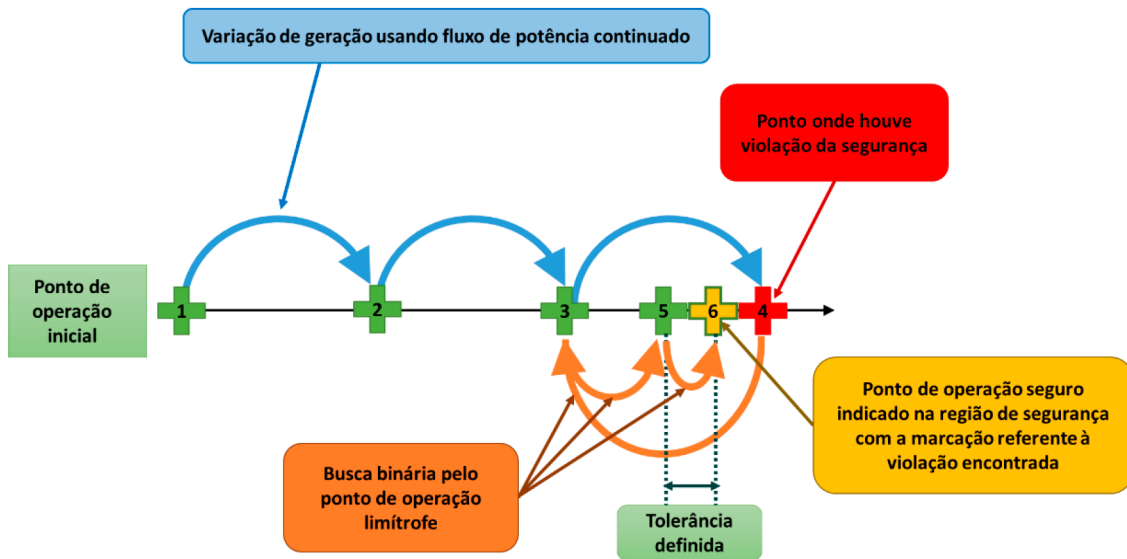 Variação de geração usando fluxo de potência continuado
Ponto onde houve
violação da segurança
Ponto de
operação
inicial
1
2
3
5
6
4
Ponto de operação seguro
indicado na região de segurança
com a marcação referente à
violação encontrada
Busca binária pelo
ponto de operação
limítrofe
Tolerância
definida